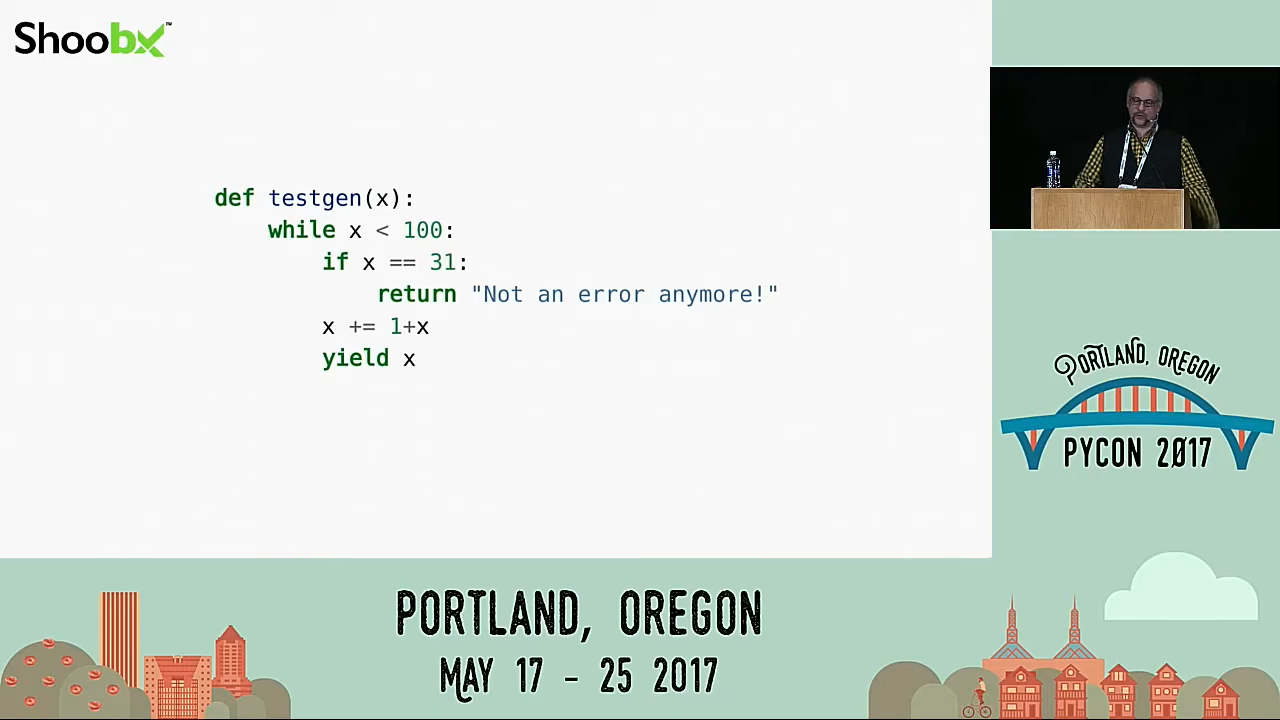 Shoobx™
def testgen(x):
    while x < 100:
        if x == 31:
            return "Not an error anymore!"
        x += 1+x
        yield x
PORTLAND, OREGON
PYCON 2017
PORTLAND, OREGON
MAY 17 - 25 2017